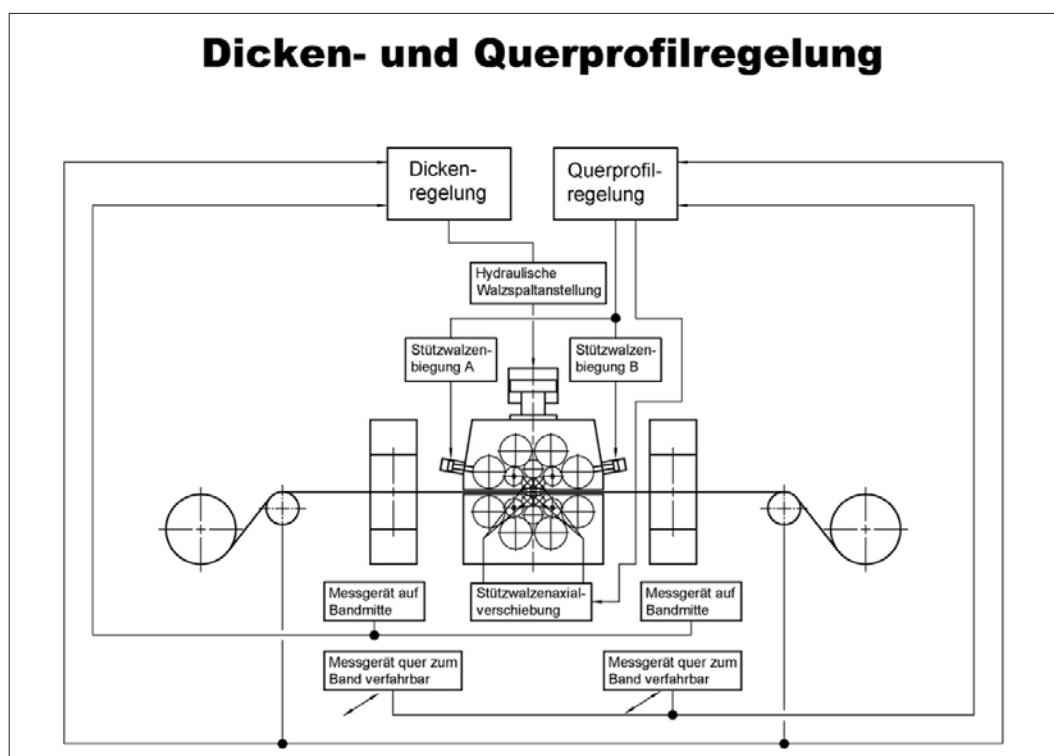 Dicken- und Querprofilregelung
Dicken-
regelung
Querprofil-
regelung
Hydraulische
Walzspaltanstellung
Stützwalzen-
biegung A
Stützwalzen-
biegung B
Stützwalzenaxial-
verschiebung
Messgerät auf
Bandmitte
Messgerät auf
Bandmitte
Messgerät quer zum
Band verfahrbar
Messgerät quer zum
Band verfahrbar